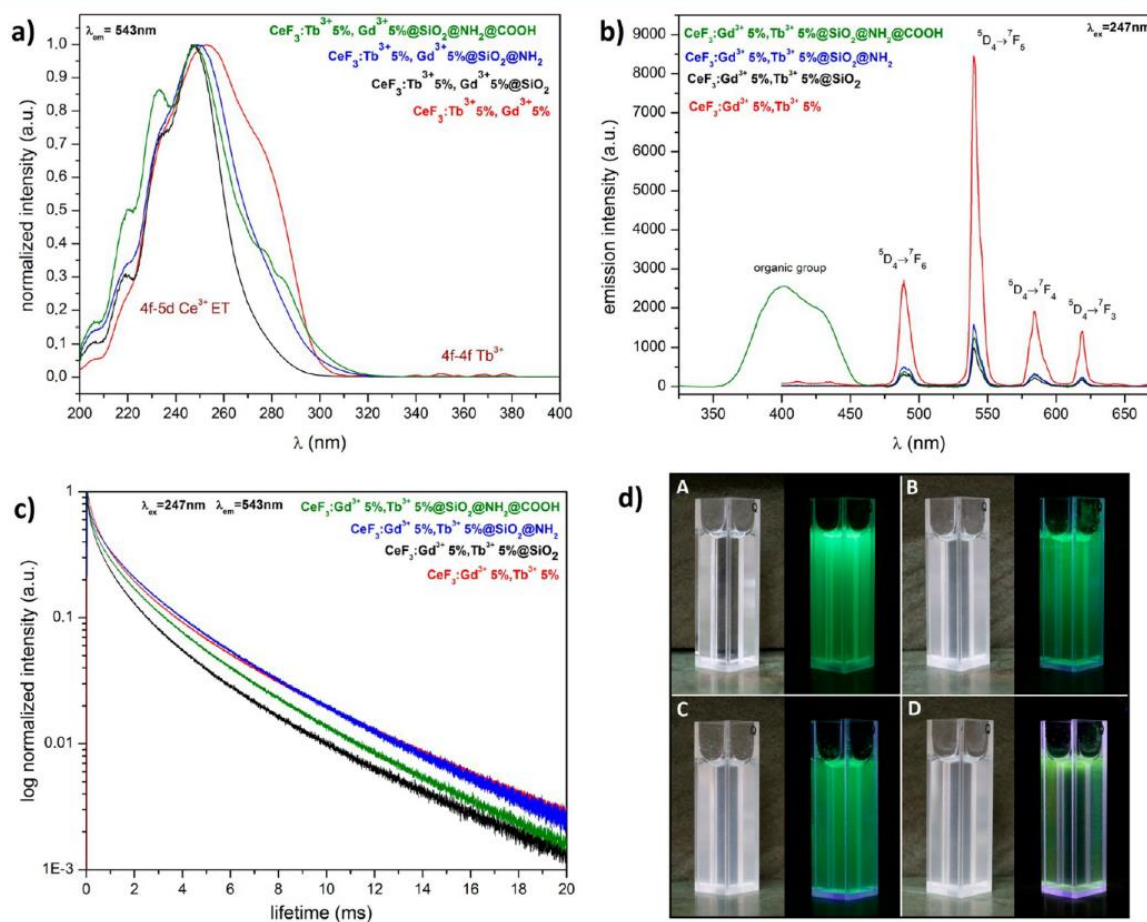 a)
λem = 543nm
CeF3:Tb3+ 5%, Gd3+ 5%@SiO2@NH2@COOH
CeF3:Tb3+ 5%, Gd3+ 5%@SiO2@NH2
CeF3:Tb3+ 5%, Gd3+ 5%@SiO2
CeF3:Tb3+ 5%, Gd3+ 5%
normalized intensity (a.u.)
1,0
0,9
0,8
0,7
0,6
0,5
0,4
0,3
0,2
0,1
0,0
4f-5d Ce3+ ET
4f-4f Tb3+
200 220 240 260 280 300 320 340 360 380 400
λ (nm)
b)
λex=247nm
CeF3:Gd3+ 5%,Tb3+ 5%@SiO2@NH2@COOH
CeF3:Gd3+ 5%,Tb3+ 5%@SiO2@NH2
CeF3:Gd3+ 5%,Tb3+ 5%@SiO2
CeF3:Gd3+ 5%,Tb3+ 5%
emission intensity (a.u.)
9000
8000
7000
6000
5000
4000
3000
2000
1000
0
organic group
5D4→7F6
5D4→7F5
5D4→7F4
5D4→7F3
350 400 450 500 550 600 650
λ (nm)
c)
λex=247nm λem=543nm
CeF3:Gd3+ 5%,Tb3+ 5%@SiO2@NH2@COOH
CeF3:Gd3+ 5%,Tb3+ 5%@SiO2@NH2
CeF3:Gd3+ 5%,Tb3+ 5%@SiO2
CeF3:Gd3+ 5%,Tb3+ 5%
log normalized intensity (a.u.)
1
0.1
0.01
1E-3
0 2 4 6 8 10 12 14 16 18 20
lifetime (ms)
d)
A
B
C
D